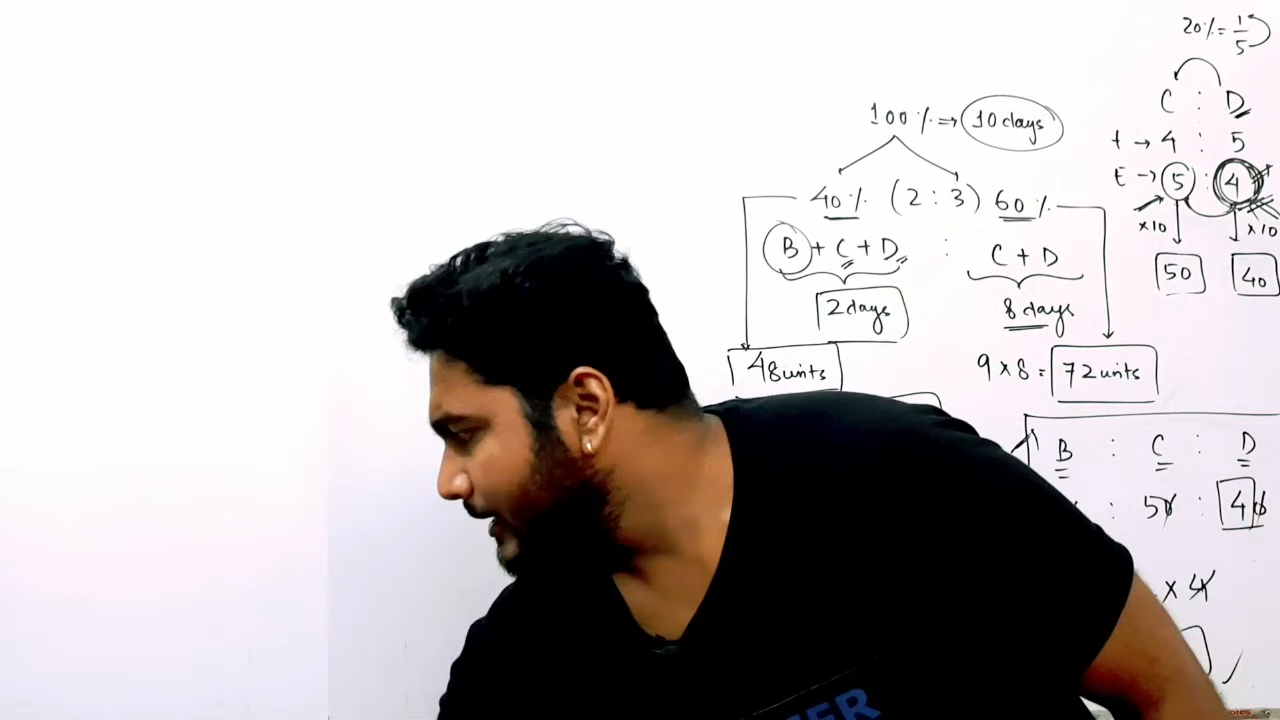 20% = 1/5
C : D
t → 4 : 5
E → 5 : 4
×10 ×10
50 40
100% ⇒ 10 days
40% (2 : 3) 60%
B + C + D : C + D
2 days 8 days
48 units 9 × 8 = 72 units
B : C : D
: 50 : 40
× 4